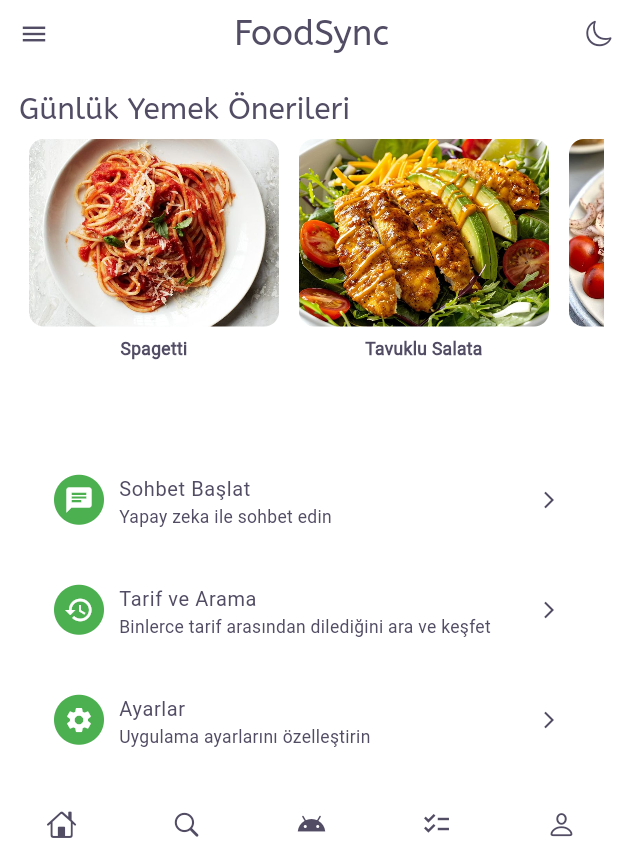 FoodSync
Günlük Yemek Önerileri
Spagetti
Tavuklu Salata
Sohbet Başlat
Yapay zeka ile sohbet edin
Tarif ve Arama
Binlerce tarif arasından dilediğini ara ve keşfet
Ayarlar
Uygulama ayarlarını özelleştirin